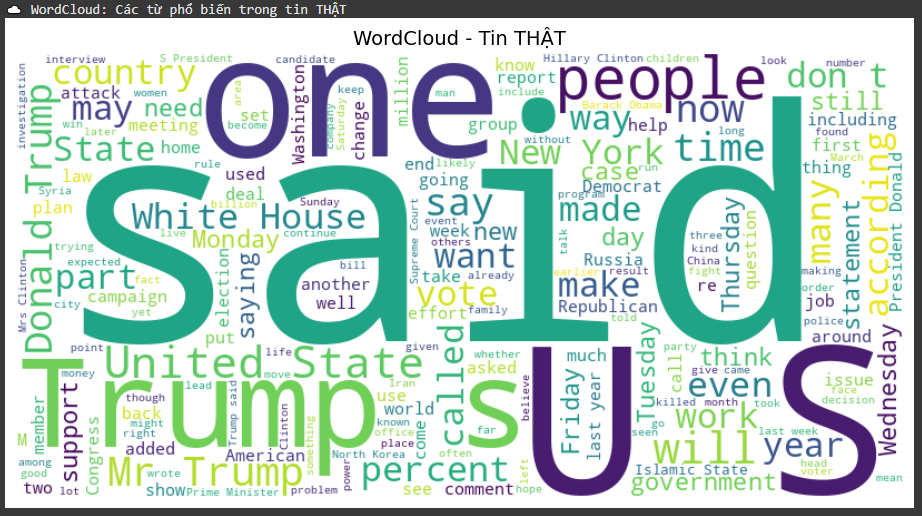 WordCloud: Các từ phổ biến trong tin THẬT
WordCloud - Tin THẬT
said
one
U S
Trump s
people
Donald Trump
Mr Trump
United State
White House
New York
country
State
may
attack
need
meeting
home
law
Syria
plan
part
campaign
city
expected
trying
fact
yet
election
put
saying
Monday
deal
used
set
area
become
Washington
change
company
Saturday
keep
man
million
candidate
S President
interview
women
investigation
win
later
rule
billion
live
continue
Sunday
another
well
say
want
vote
effort
family
week
new
event
others
take
already
Supreme Court
bill
end
likely
going
group
report
know
include
Hillary Clinton
children
Barack Obama
way
help
without
now
time
long
case
run
Democrat
program
made
day
talk
Russia
make
earlier
result
Republican
told
three
kind
China
fight
re
Thursday
question
many
according
statement
job
order
making
President Donald
March
thing
found
first
including
still
don t
number
look
police
around
Mrs Clinton
point
money
life
move
given
party
whether
asked
called
Iran
use
world
known
office
come
place
power
problem
something
Clinton
Trump said
lead
American
though
might
right
back
added
support
member
M
among
good
two
lot
Congress
wrote
show
Prime Minister
North Korea
percent
often
see
comment
far
left
hope
believe
Friday
last year
much
Tuesday
call
think
give
came
even
issue
face
decision
killed
month
took
go
seen
work
will
year
last week
Islamic State
government
head
voter
mean
Wednesday